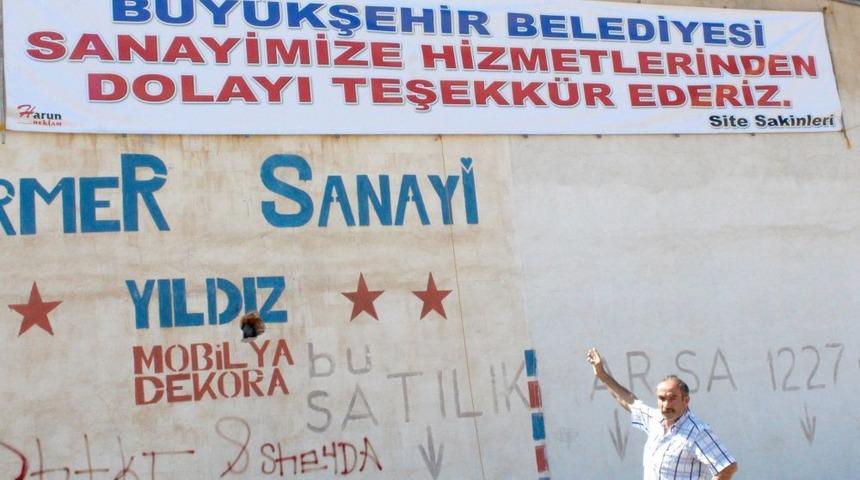 BÜYÜKŞEHİR BELEDİYESİ
SANAYİMİZE HİZMETLERİNDEN
DOLAYI TEŞEKKÜR EDERİZ.
Harun
REKLAM
Site Sakinleri
RMER SANAYİ
YILDIZ
MOBİLYA
DEKORA
bu
SATILIK ARSA 1227
SheYDA